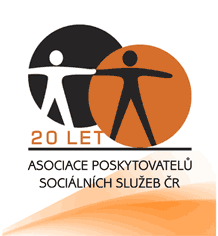 20 LET
ASOCIACE POSKYTOVATELŮ
SOCIÁLNÍCH SLUŽEB ČR